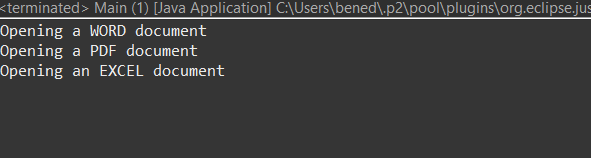 <terminated> Main (1) [Java Application] C:\Users\bened\.p2\pool\plugins\org.eclipse.jus
Opening a WORD document
Opening a PDF document
Opening an EXCEL document